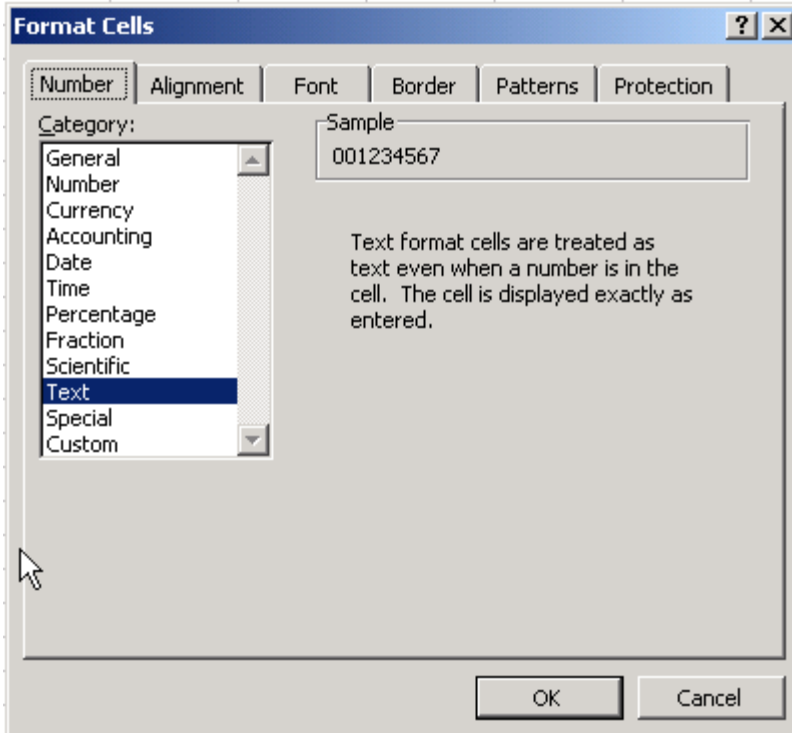 Format Cells
Number Alignment Font Border Patterns Protection
Category:
General
Number
Currency
Accounting
Date
Time
Percentage
Fraction
Scientific
Text
Special
Custom
Sample
001234567
Text format cells are treated as
text even when a number is in the
cell. The cell is displayed exactly as
entered.
OK Cancel